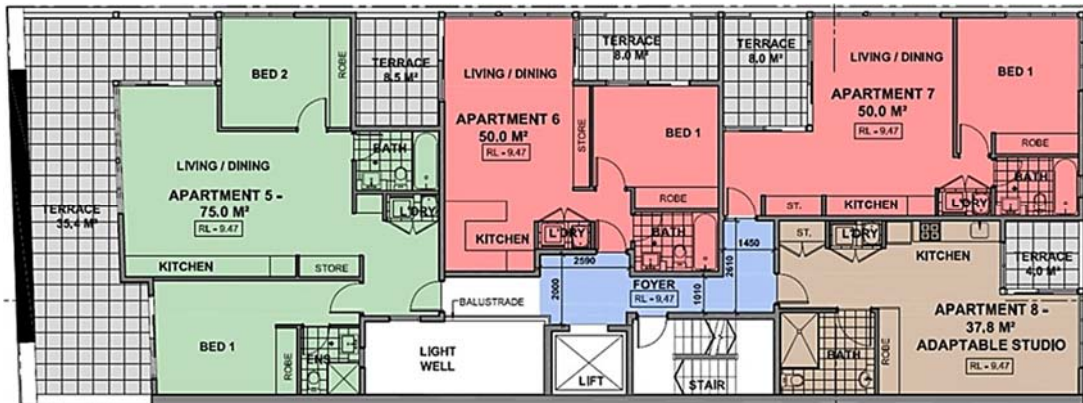 BED 2
ROBE
TERRACE
8.5 M²
LIVING / DINING
APARTMENT 5 -
75.0 M²
RL - 9.47
TERRACE
35.4 M²
BATH
L'DRY
KITCHEN
STORE
BED 1
ROBE
ENS
LIVING / DINING
APARTMENT 6
50.0 M²
RL - 9.47
TERRACE
8.0 M²
STORE
BED 1
ROBE
KITCHEN
L'DRY
BATH
TERRACE
8.0 M²
LIVING / DINING
APARTMENT 7
50.0 M²
RL - 9.47
BED 1
ROBE
BATH
ST.
KITCHEN
L'DRY
2590
2000
FOYER
RL - 9.47
1010
2610
1450
BALUSTRADE
LIGHT
WELL
LIFT
STAIR
ST.
L'DRY
KITCHEN
TERRACE
4.0 M²
APARTMENT 8 -
37.8 M²
ADAPTABLE STUDIO
RL - 9.47
BATH
ROBE